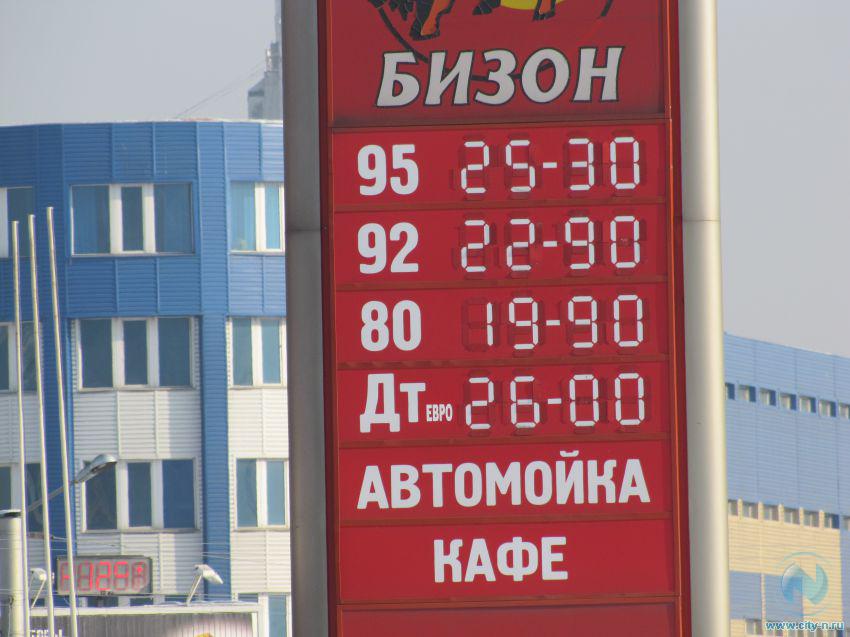 БИЗОН
95 25-30
92 22-90
80 19-90
Дт ЕВРО 26-00
АВТОМОЙКА
КАФЕ
www.city-n.ru